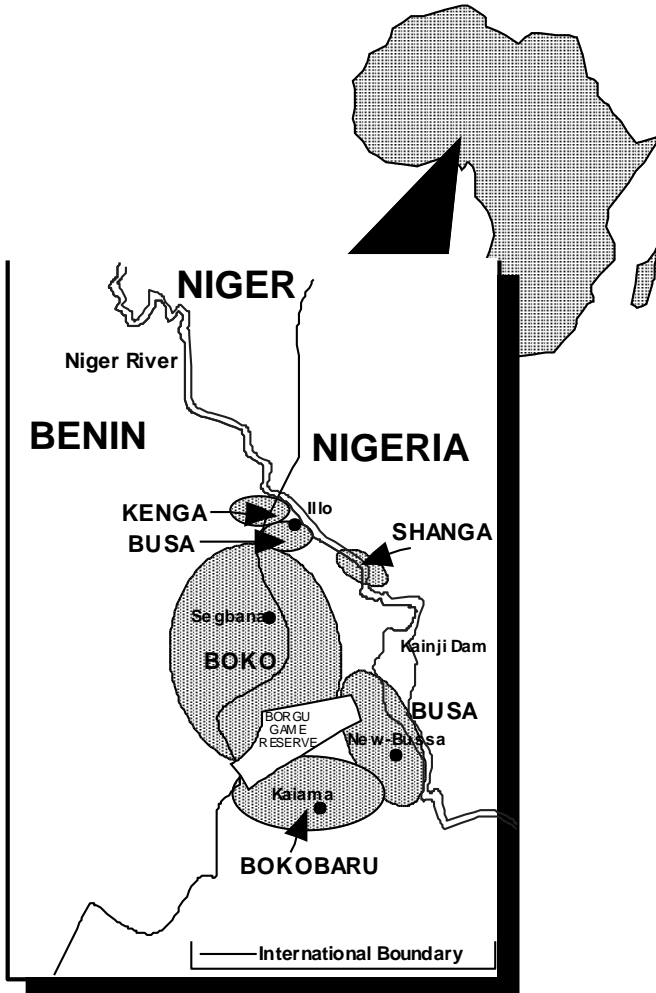 NIGER
Niger River
BENIN
NIGERIA
KENGA
Illo
BUSA
SHANGA
Segbana
Kainji Dam
BOKO
BUSA
BORGU
GAME
RESERVE
New-Bussa
Kaiama
BOKOBARU
International Boundary